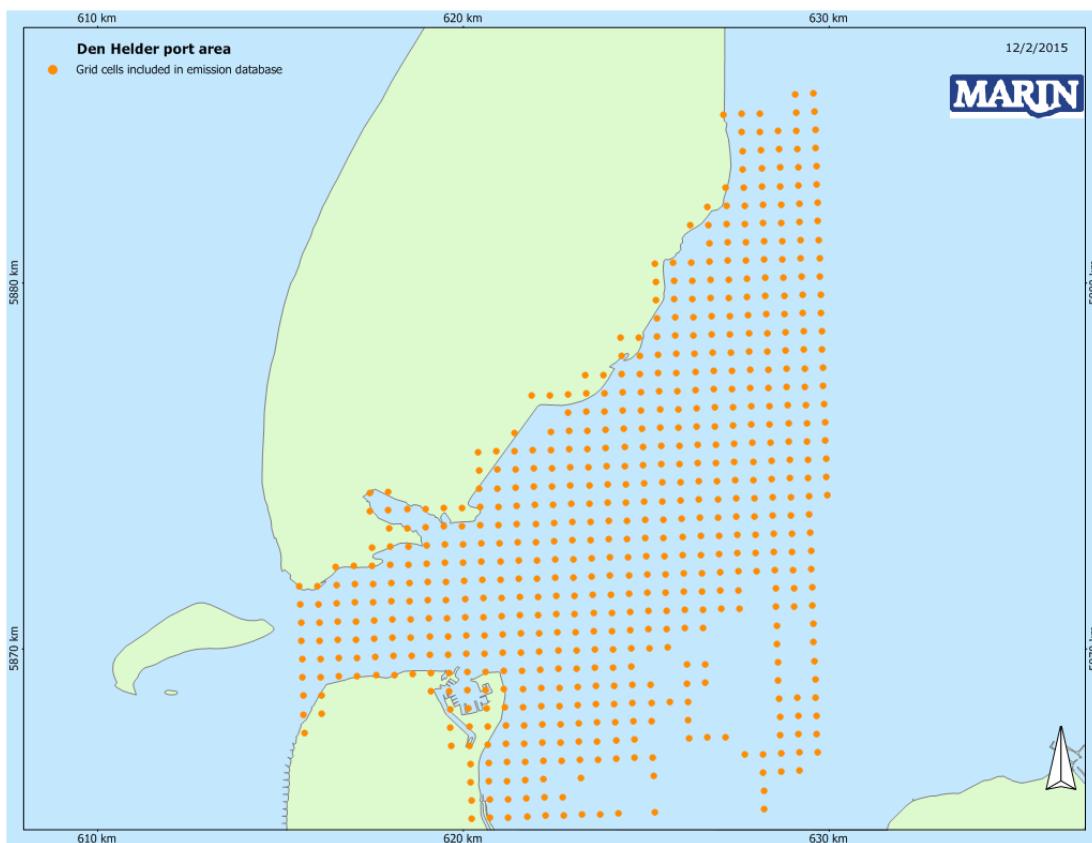 610 km
620 km
630 km
Den Helder port area
Grid cells included in emission database
12/2/2015
MARIN
5880 km
5870 km
610 km
620 km
630 km